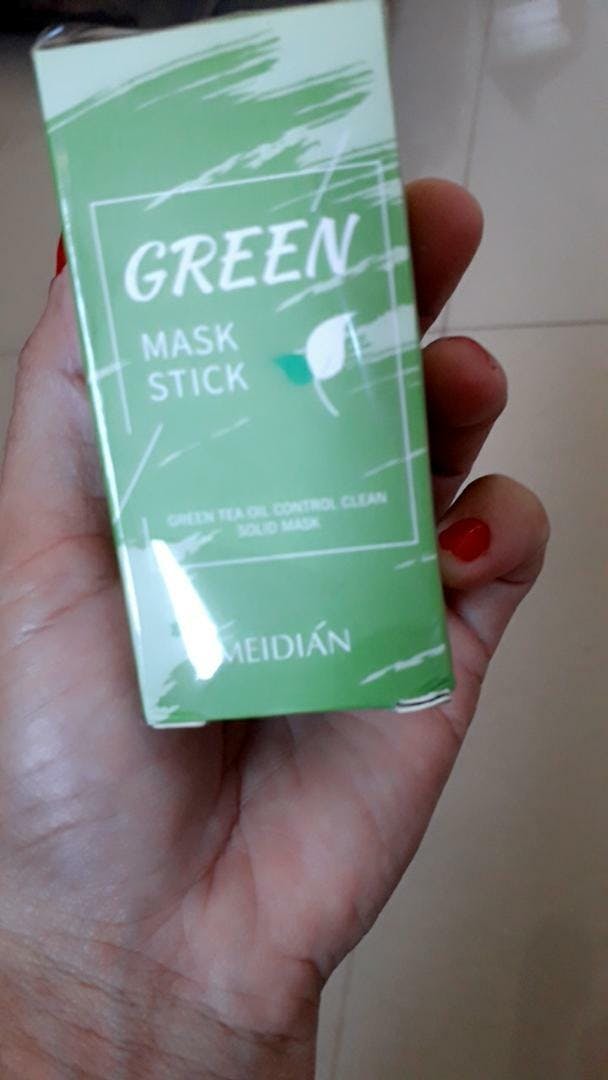 GREEN
MASK
STICK
GREEN TEA OIL CONTROL CLEAN
SOLID MASK
MEIDIÁN